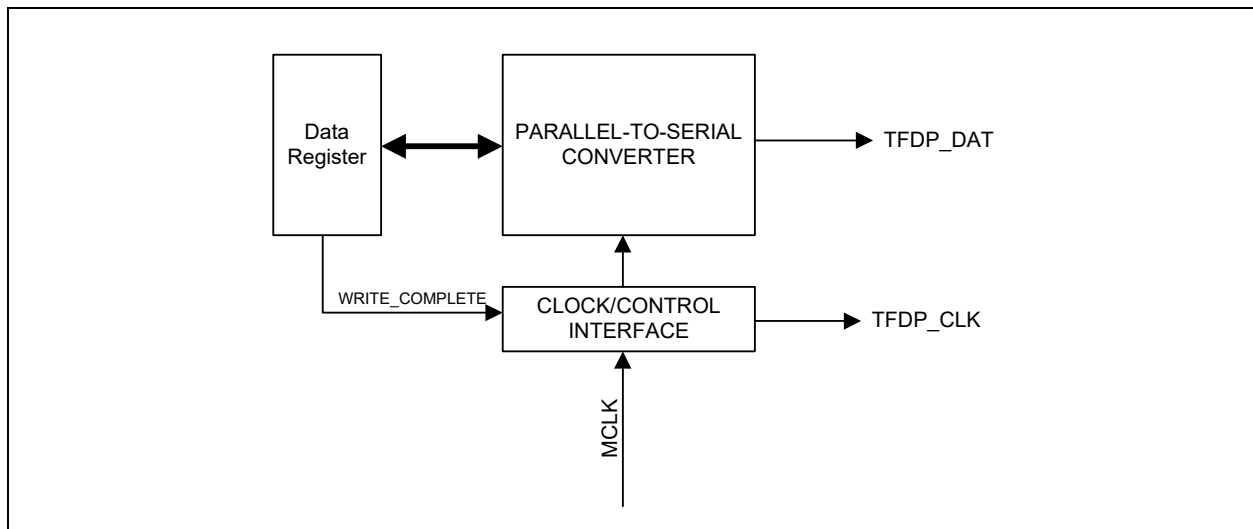 Data
Register
PARALLEL-TO-SERIAL
CONVERTER
TFDP_DAT
WRITE_COMPLETE
CLOCK/CONTROL
INTERFACE
TFDP_CLK
MCLK